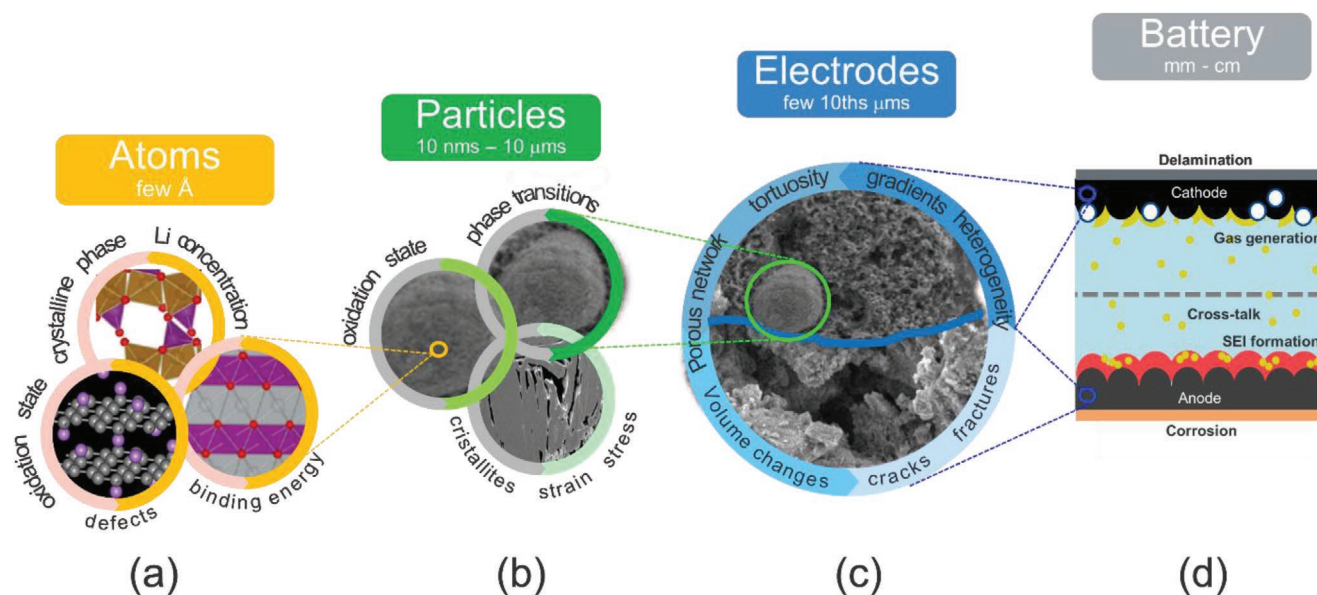 Atoms
few Å
crystalline phase
Li concentration
oxidation state
defects
binding energy
Particles
10 nms – 10 μms
oxidation state
phase transitions
cristallites
strain stress
Electrodes
few 10ths μms
Porous network
tortuosity
gradients heterogeneity
Volume changes
cracks
fractures
Battery
mm - cm
Delamination
Cathode
Gas generation
Cross-talk
SEI formation
Anode
Corrosion
(a)
(b)
(c)
(d)